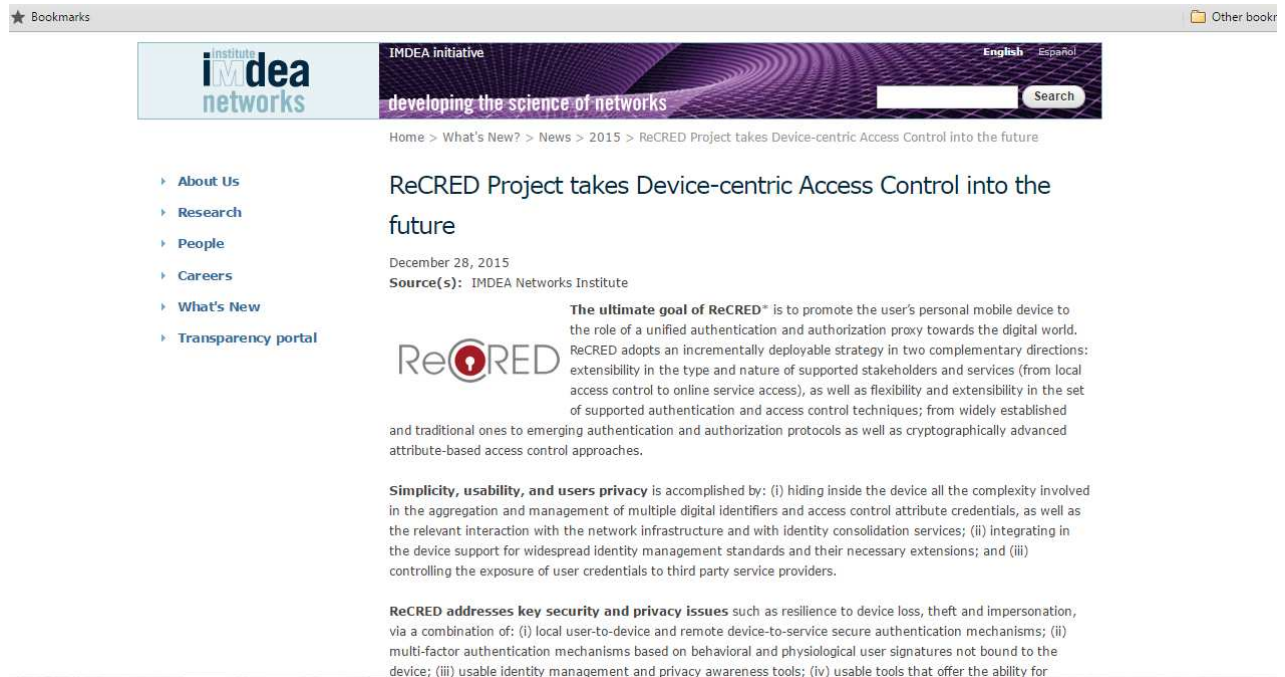 Bookmarks
Other bookm
institute
imdea
networks
IMDEA initiative
English Español
developing the science of networks
Search
Home > What's New? > News > 2015 > ReCRED Project takes Device-centric Access Control into the future
About Us
Research
People
Careers
What's New
Transparency portal
ReCRED Project takes Device-centric Access Control into the
future
December 28, 2015
Source(s): IMDEA Networks Institute
ReCRED
The ultimate goal of ReCRED* is to promote the user's personal mobile device to
the role of a unified authentication and authorization proxy towards the digital world.
ReCRED adopts an incrementally deployable strategy in two complementary directions:
extensibility in the type and nature of supported stakeholders and services (from local
access control to online service access), as well as flexibility and extensibility in the set
of supported authentication and access control techniques; from widely established
and traditional ones to emerging authentication and authorization protocols as well as cryptographically advanced
attribute-based access control approaches.
Simplicity, usability, and users privacy is accomplished by: (i) hiding inside the device all the complexity involved
in the aggregation and management of multiple digital identifiers and access control attribute credentials, as well as
the relevant interaction with the network infrastructure and with identity consolidation services; (ii) integrating in
the device support for widespread identity management standards and their necessary extensions; and (iii)
controlling the exposure of user credentials to third party service providers.
ReCRED addresses key security and privacy issues such as resilience to device loss, theft and impersonation,
via a combination of: (i) local user-to-device and remote device-to-service secure authentication mechanisms; (ii)
multi-factor authentication mechanisms based on behavioral and physiological user signatures not bound to the
device; (iii) usable identity management and privacy awareness tools; (iv) usable tools that offer the ability for